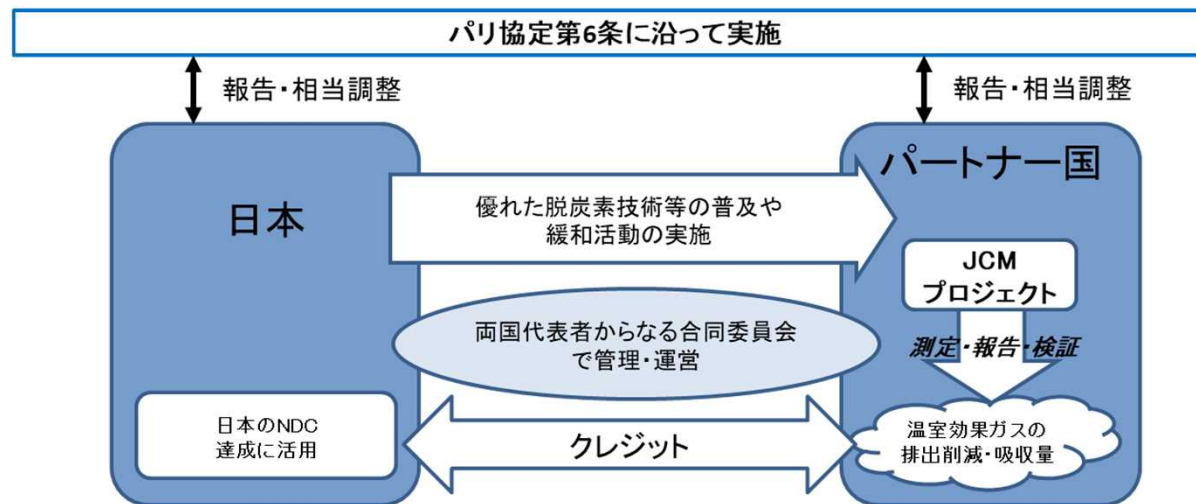 パリ協定第6条に沿って実施
報告・相当調整
報告・相当調整
日本
パートナー国
優れた脱炭素技術等の普及や
緩和活動の実施
JCM
プロジェクト
両国代表者からなる合同委員会
で管理・運営
測定・報告・検証
日本のNDC
達成に活用
クレジット
温室効果ガスの
排出削減・吸収量